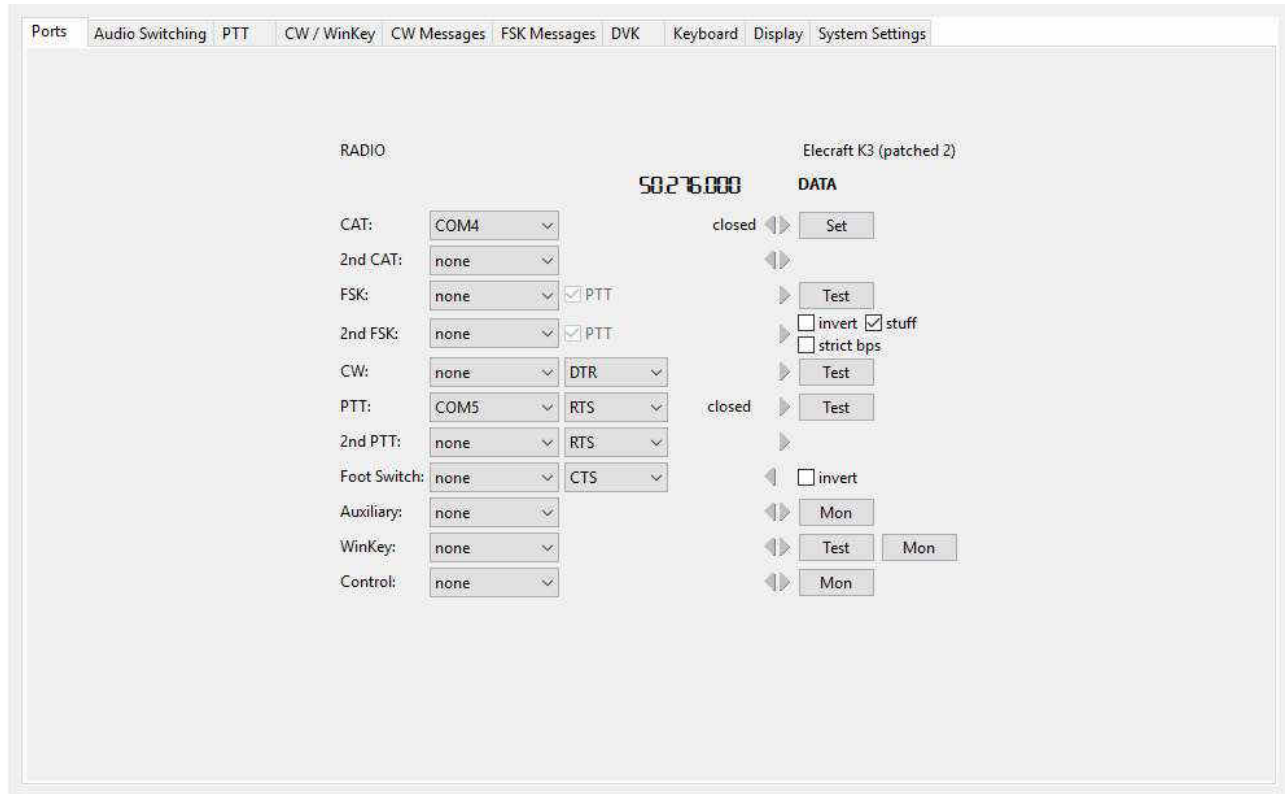 Ports Audio Switching PTT CW / WinKey CW Messages FSK Messages DVK Keyboard Display System Settings
RADIO Elecraft K3 (patched 2)
50.276.000 DATA
CAT: COM4 closed Set
2nd CAT: none
FSK: none PTT Test
2nd FSK: none PTT invert stuff
strict bps
CW: none DTR Test
PTT: COM5 RTS closed Test
2nd PTT: none RTS
Foot Switch: none CTS invert
Auxiliary: none Mon
WinKey: none Test Mon
Control: none Mon